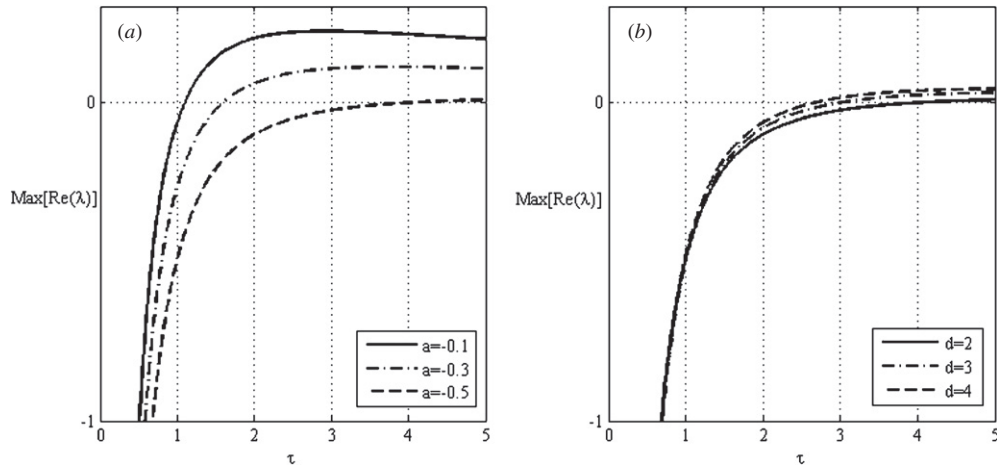 (a)
0
Max[Re(λ)]
-1
0 1 2 3 4 5
τ
a=-0.1
a=-0.3
a=-0.5
(b)
0
Max[Re(λ)]
-1
0 1 2 3 4 5
τ
d=2
d=3
d=4